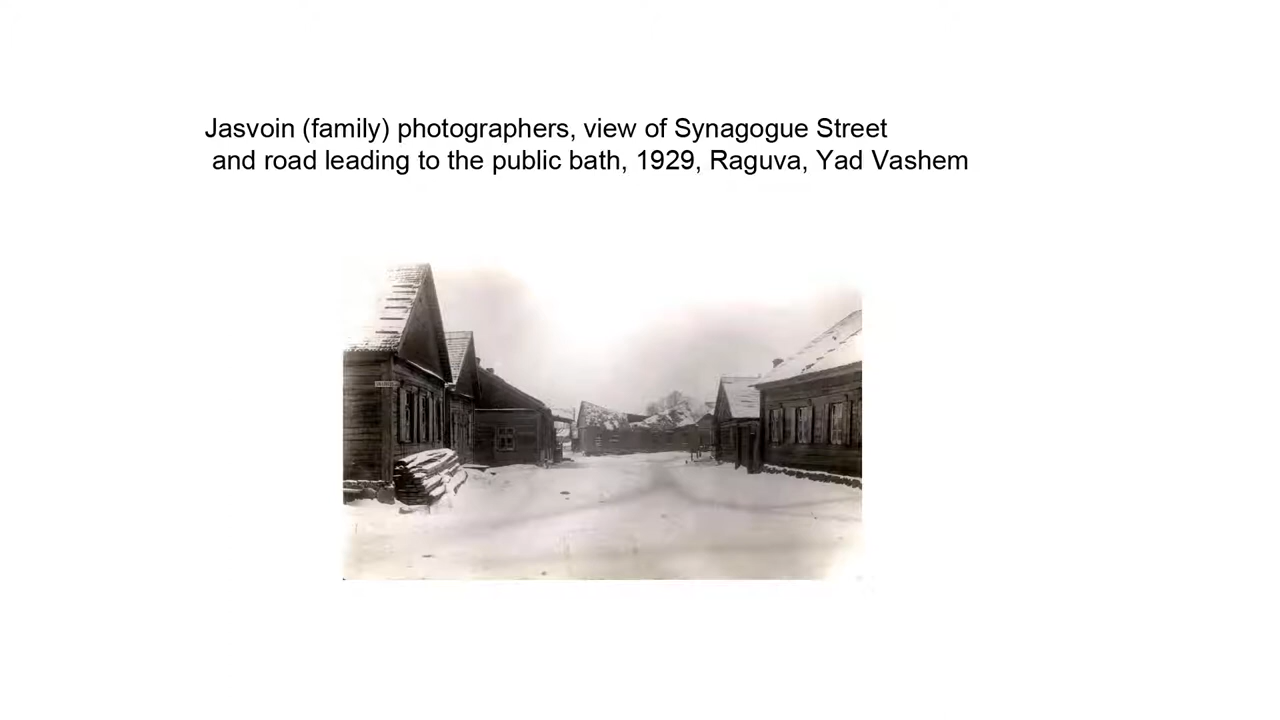 Jasvoin (family) photographers, view of Synagogue Street
and road leading to the public bath, 1929, Raguva, Yad Vashem